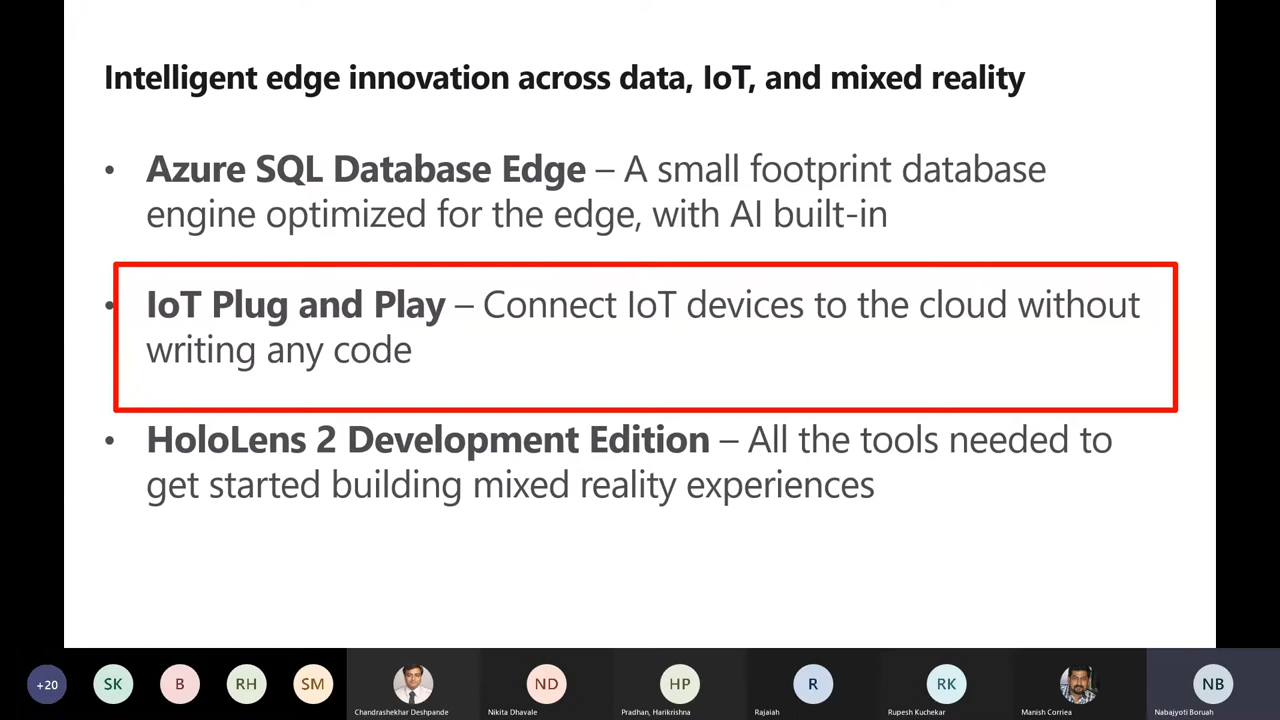 Intelligent edge innovation across data, IoT, and mixed reality
• Azure SQL Database Edge – A small footprint database
engine optimized for the edge, with AI built-in
• IoT Plug and Play – Connect IoT devices to the cloud without
writing any code
• HoloLens 2 Development Edition – All the tools needed to
get started building mixed reality experiences
+20 SK B RH SM ND HP R RK NB
Chandrashekhar Deshpande Nikita Dhavale Pradhan, Harikrishna Rajaiah Rupesh Kuchekar Manish Corriea Nabajyoti Boruah